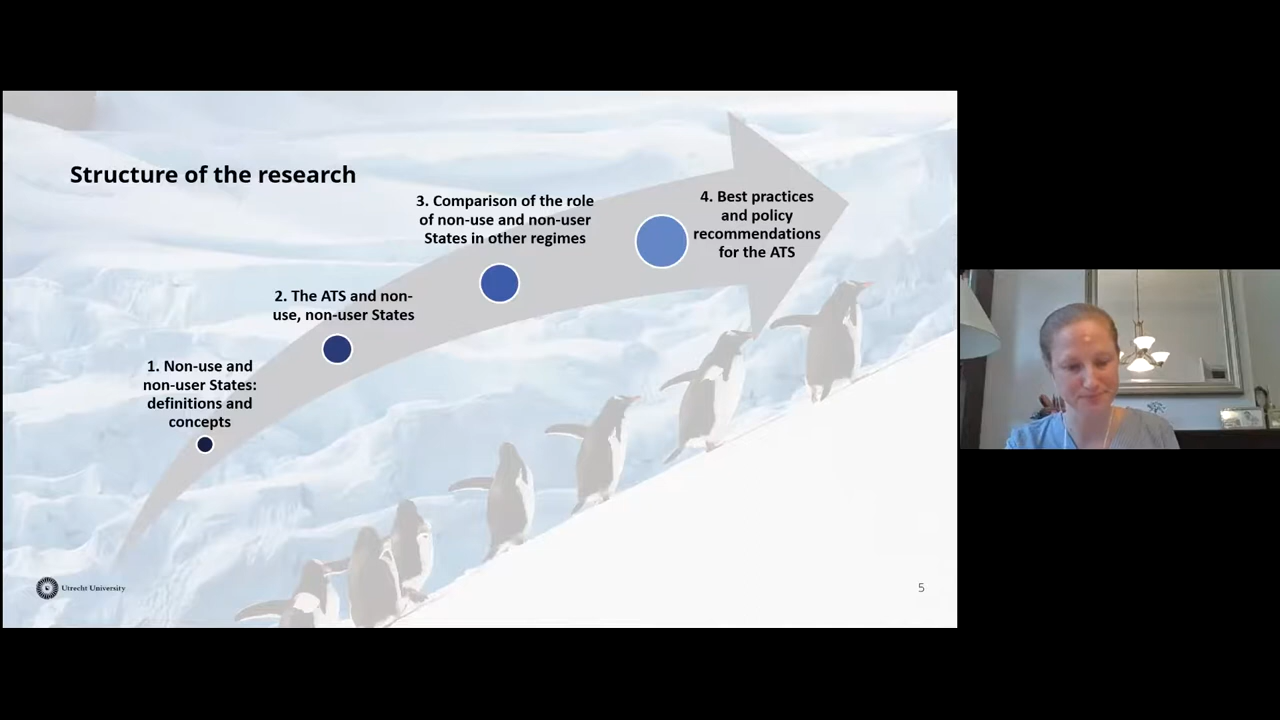 Structure of the research
1. Non-use and
non-user States:
definitions and
concepts
2. The ATS and non-
use, non-user States
3. Comparison of the role
of non-use and non-user
States in other regimes
4. Best practices
and policy
recommendations
for the ATS
Utrecht University
5